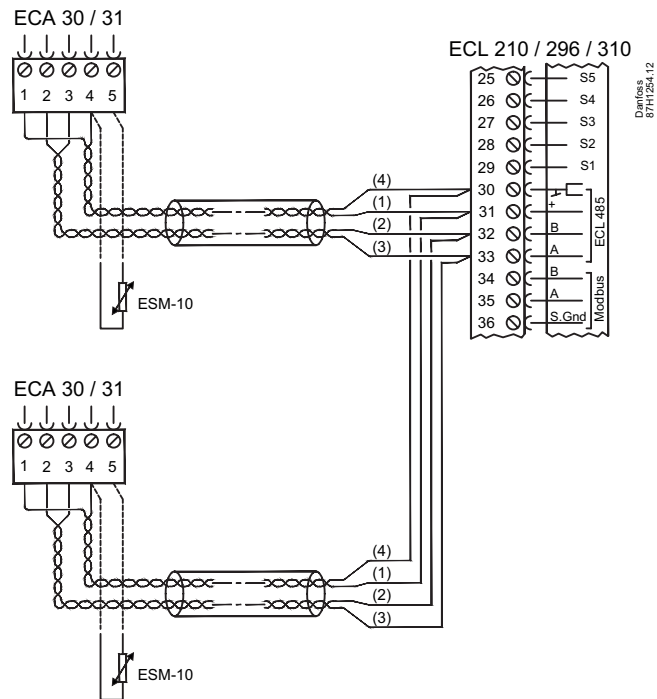 ECA 30 / 31
1 2 3 4 5
ESM-10
(4)
(1)
(2)
(3)
ECL 210 / 296 / 310
25 S5
26 S4
27 S3
28 S2
29 S1
30
31 +
32 B
33 A
ECL 485
34 B
35 A
36 S.Gnd
Modbus
Danfoss
87H1254.12
ECA 30 / 31
1 2 3 4 5
ESM-10
(4)
(1)
(2)
(3)